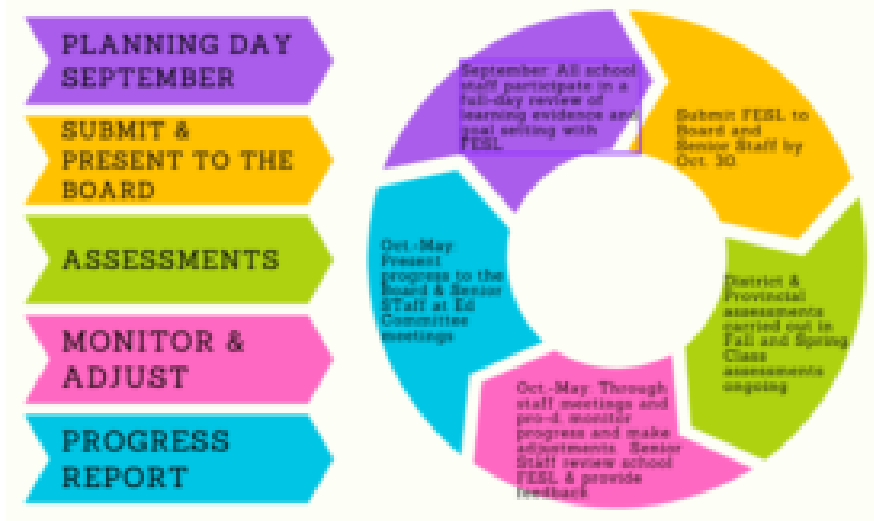 PLANNING DAY
SEPTEMBER
SUBMIT &
PRESENT TO THE
BOARD
ASSESSMENTS
MONITOR &
ADJUST
PROGRESS
REPORT
September: All school
staff participate in a
full-day review of
learning evidence and
goal setting with
FESL
Submit FESL to
Board and
Senior Staff by
Oct. 30.
District &
Provincial
assessments
carried out in
Fall and Spring
Class
assessments
ongoing
Oct.-May: Through
staff meetings and
pro-d, monitor
progress and make
adjustments. Senior
Staff review school
FESL & provide
feedback
Oct.-May:
Present
progress to the
Board & Senior
STaff at Ed
Committee
meetings